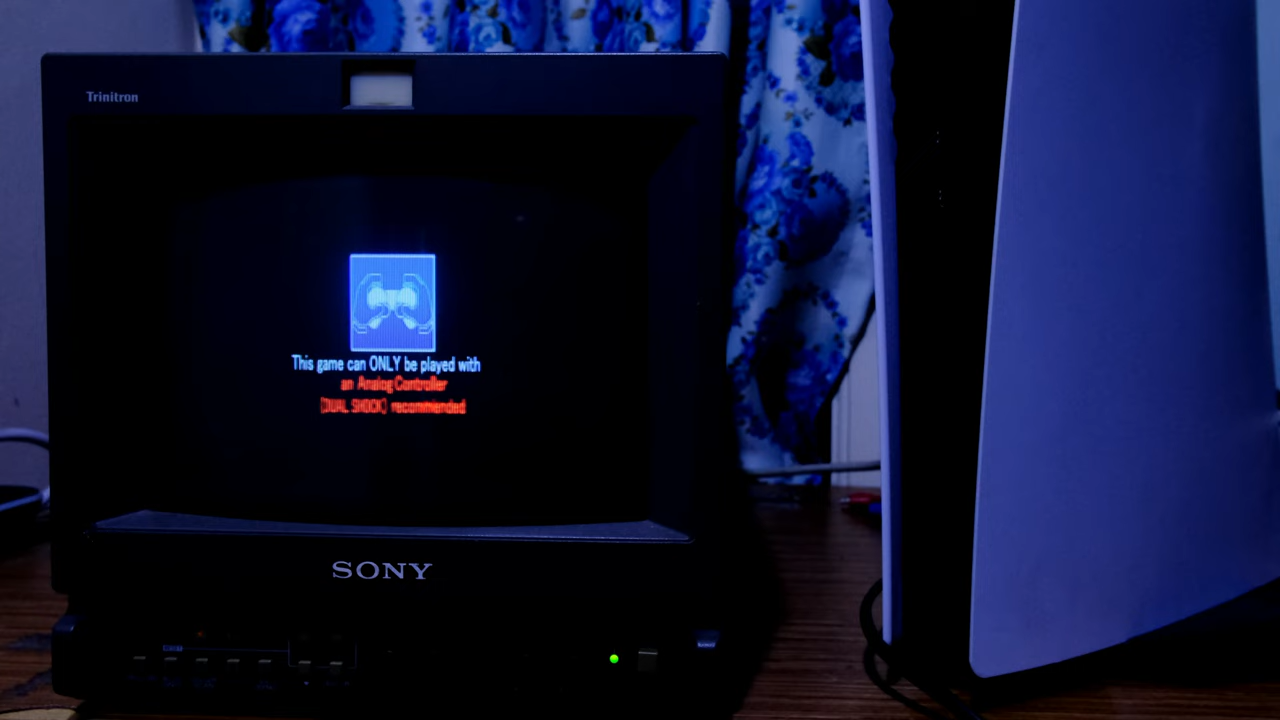 Trinitron
This game can ONLY be played with
an Analog Controller
[DUAL SHOCK] recommended
SONY